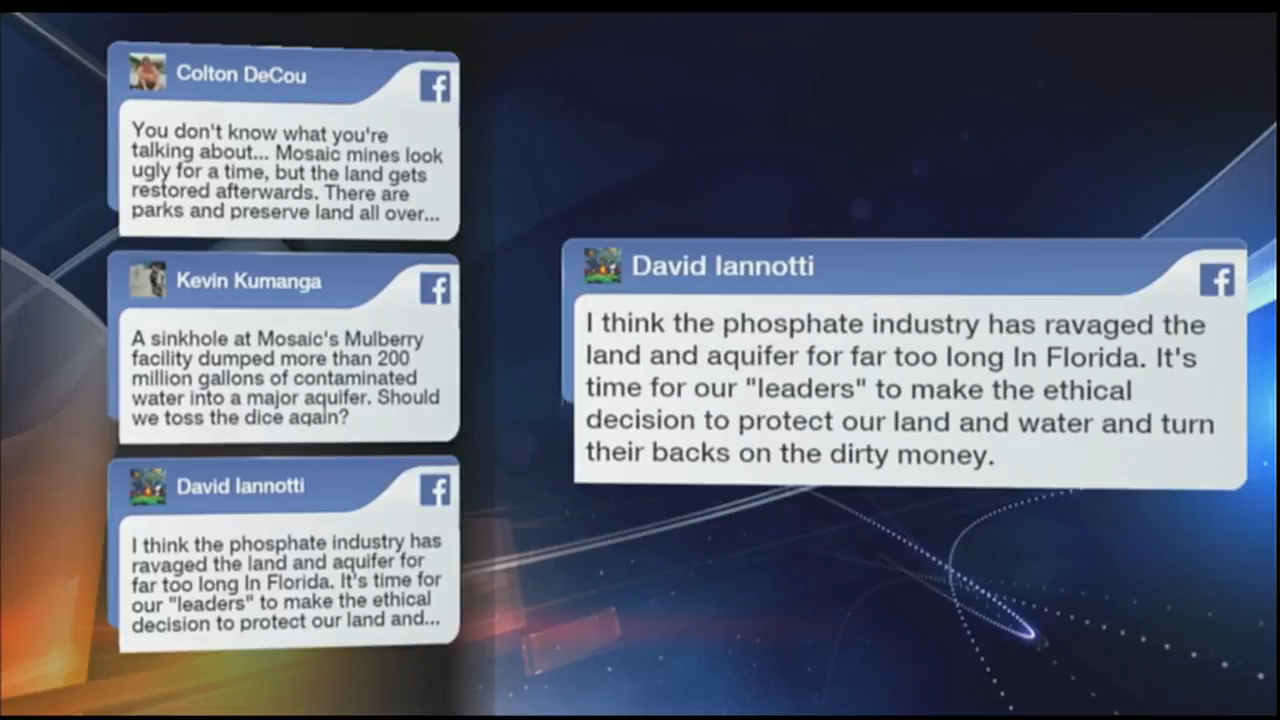 Colton DeCou
You don't know what you're
talking about... Mosaic mines look
ugly for a time, but the land gets
restored afterwards. There are
parks and preserve land all over...
Kevin Kumanga
A sinkhole at Mosaic's Mulberry
facility dumped more than 200
million gallons of contaminated
water into a major aquifer. Should
we toss the dice again?
David Iannotti
I think the phosphate industry has
ravaged the land and aquifer for
far too long In Florida. It's time for
our "leaders" to make the ethical
decision to protect our land and...
David Iannotti
I think the phosphate industry has ravaged the
land and aquifer for far too long In Florida. It's
time for our "leaders" to make the ethical
decision to protect our land and water and turn
their backs on the dirty money.